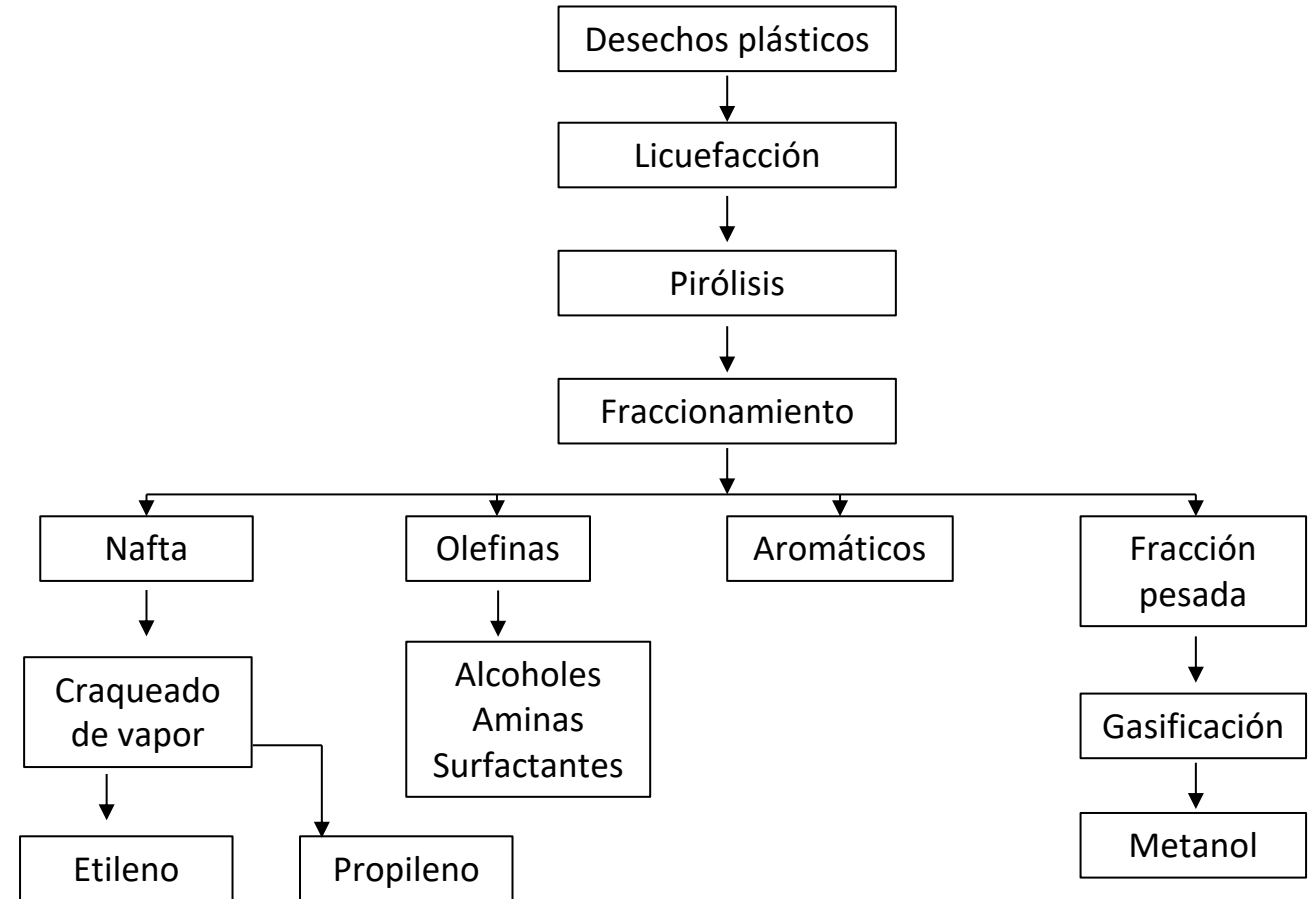 Desechos plásticos
Licuefacción
Pirólisis
Fraccionamiento
Nafta
Olefinas
Aromáticos
Fracción
pesada
Craqueado
de vapor
Alcoholes
Aminas
Surfactantes
Gasificación
Etileno
Propileno
Metanol